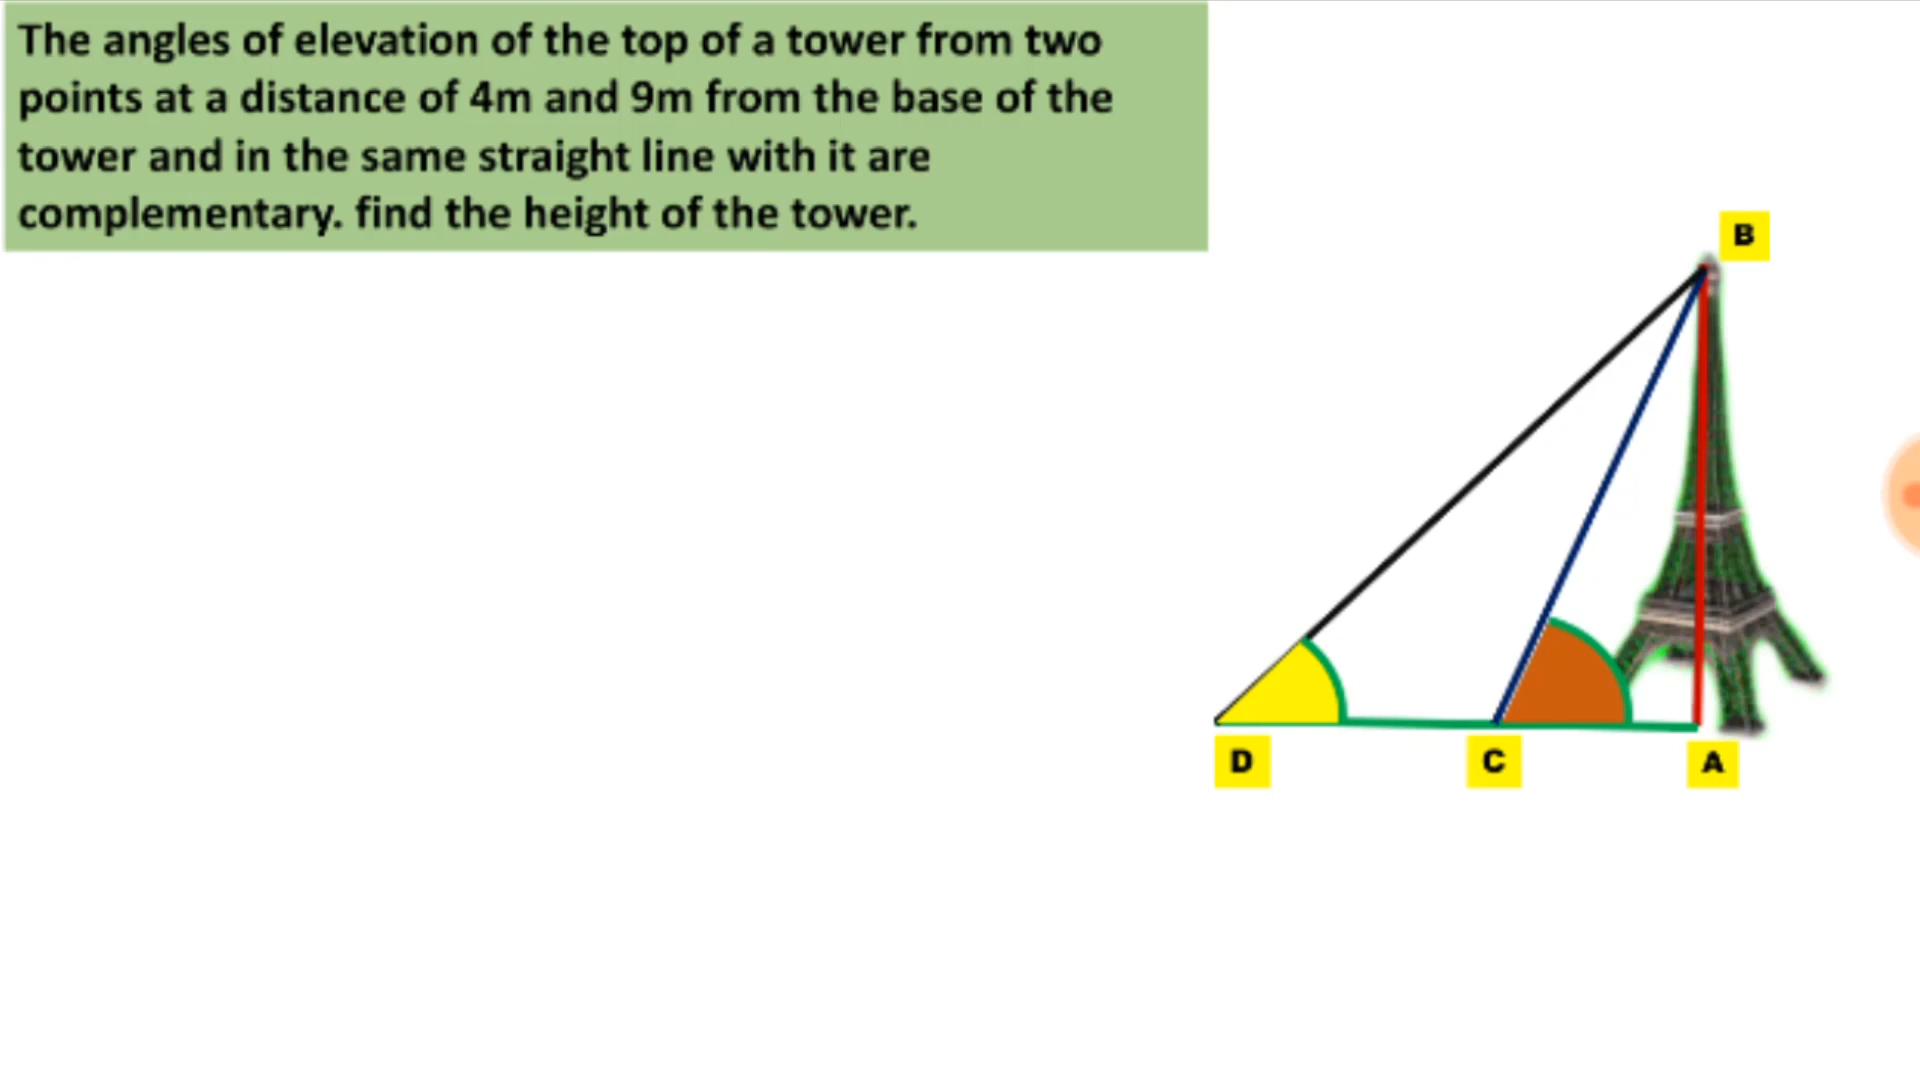 The angles of elevation of the top of a tower from two
points at a distance of 4m and 9m from the base of the
tower and in the same straight line with it are
complementary. find the height of the tower.
B
D
C
A